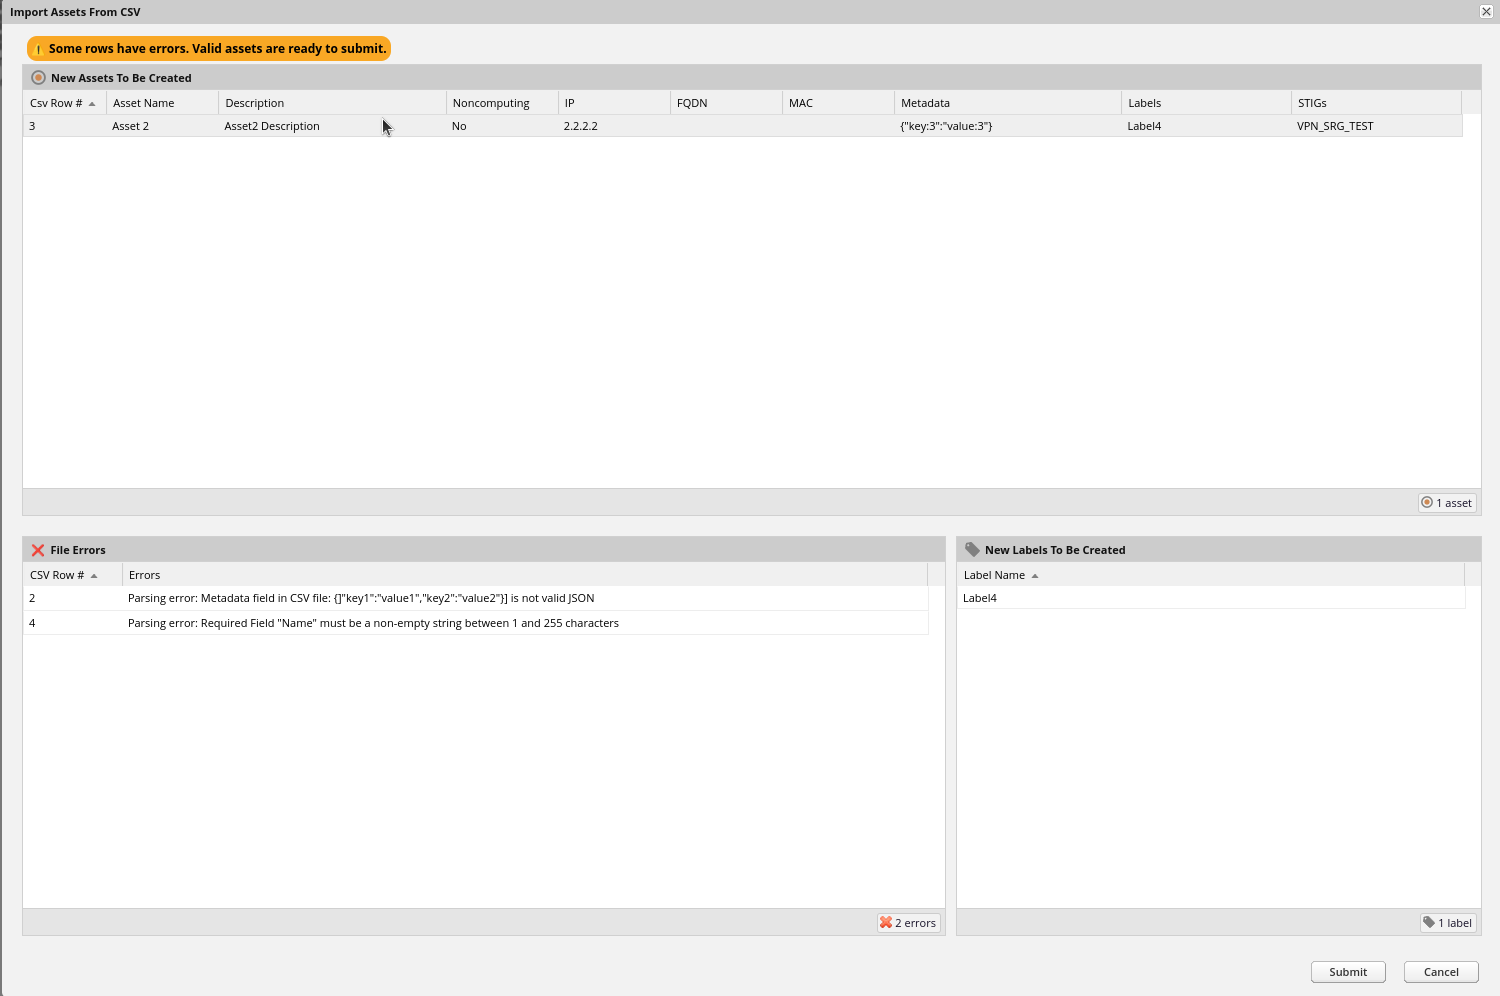 Import Assets From CSV
Some rows have errors. Valid assets are ready to submit.
New Assets To Be Created
Csv Row # Asset Name Description Noncomputing IP FQDN MAC Metadata Labels STIGs
3 Asset 2 Asset2 Description No 2.2.2.2 {"key:3":"value:3"} Label4 VPN_SRG_TEST
1 asset
File Errors
CSV Row # Errors
2 Parsing error: Metadata field in CSV file: {]"key1":"value1","key2":"value2"}] is not valid JSON
4 Parsing error: Required Field "Name" must be a non-empty string between 1 and 255 characters
2 errors
New Labels To Be Created
Label Name
Label4
1 label
Submit Cancel